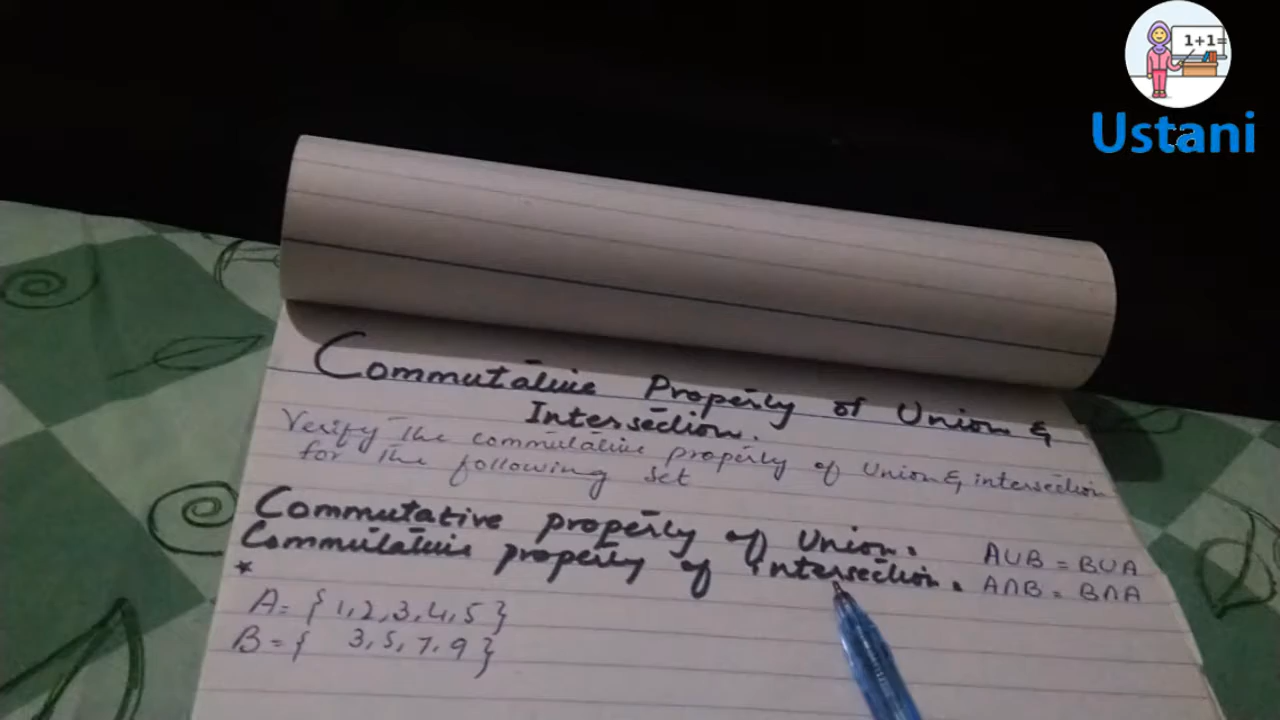 1+1=
Ustani
Commutative Property of Union &
Intersection.
Verify the commutative property of Union & intersection
for the following set
Commutative property of Union: A∪B = B∪A
Commutative property of intersection: A∩B = B∩A
*
A = { 1, 2, 3, 4, 5 }
B = { 3, 5, 7, 9 }